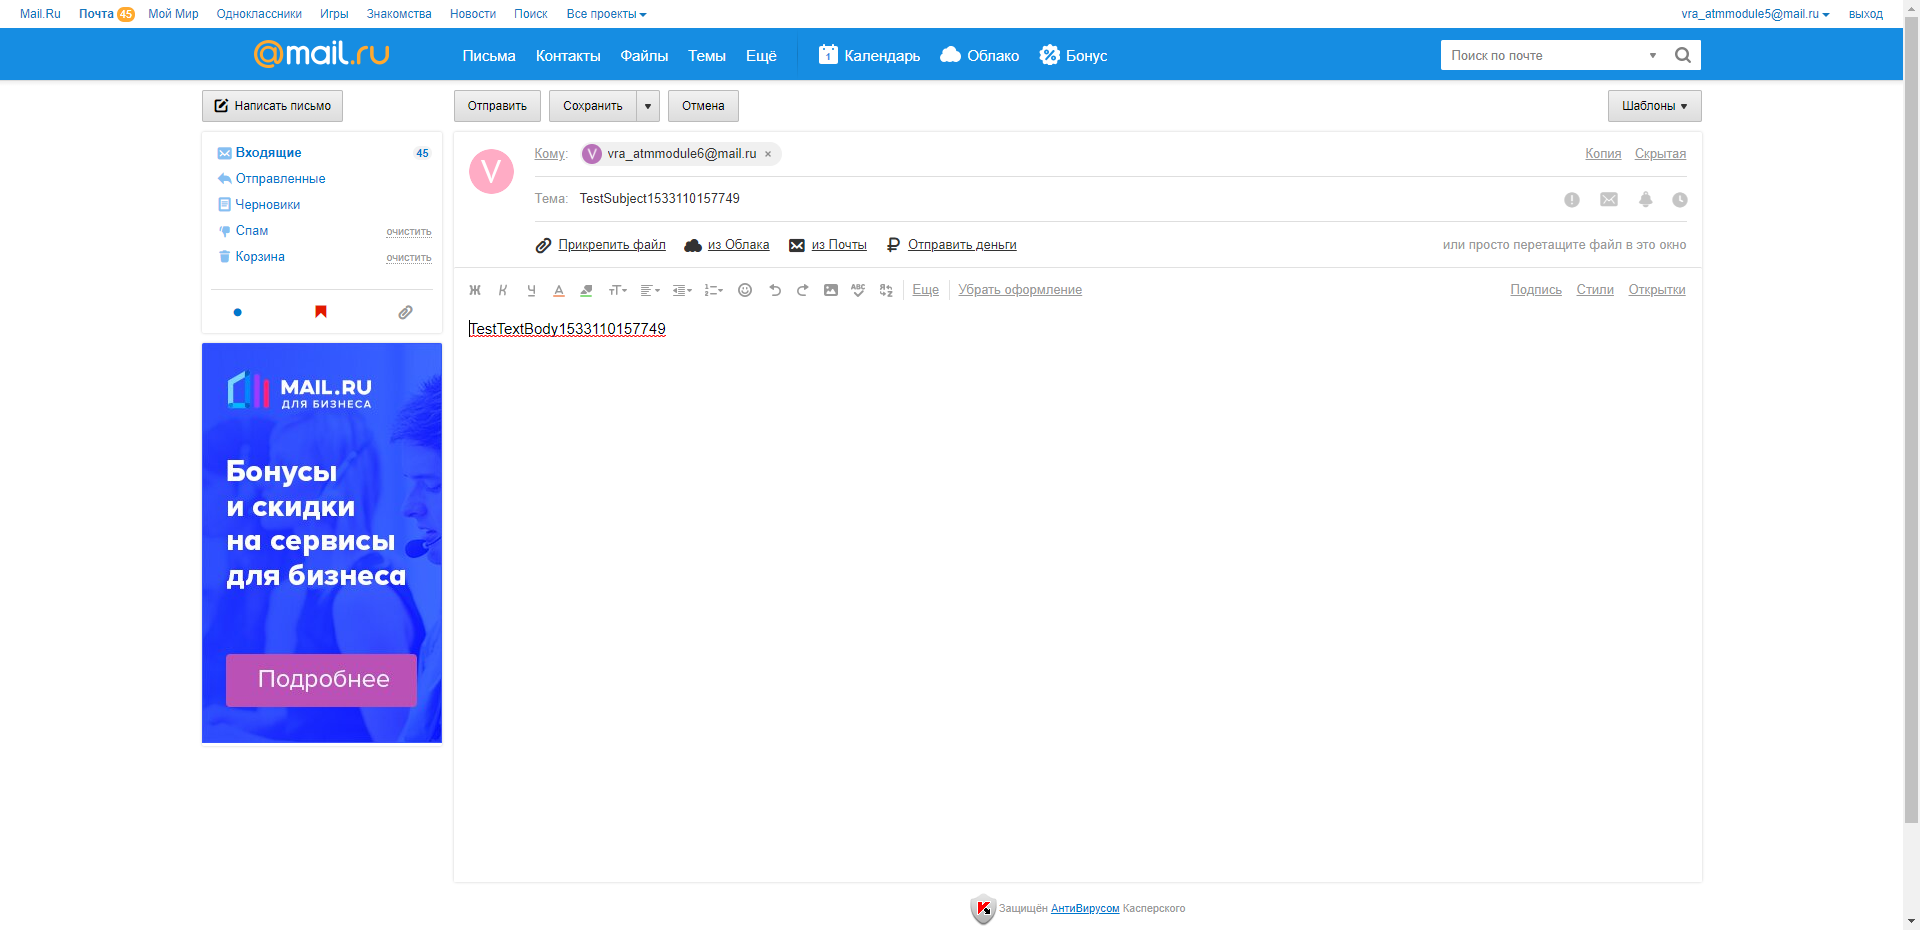 Mail.Ru Почта 45 Мой Мир Одноклассники Игры Знакомства Новости Поиск Все проекты vra_atmmodule5@mail.ru выход
@mail.ru Письма Контакты Файлы Темы Ещё 1 Календарь Облако Бонус Поиск по почте
Написать письмо Отправить Сохранить Отмена Шаблоны
Входящие 45
Отправленные
Черновики
Спам очистить
Корзина очистить
MAIL.RU
ДЛЯ БИЗНЕСА
Бонусы
и скидки
на сервисы
для бизнеса
Подробнее
V
Кому: V vra_atmmodule6@mail.ru × Копия Скрытая
Тема: TestSubject1533110157749
Прикрепить файл из Облака из Почты Отправить деньги или просто перетащите файл в это окно
Ж К Ч А тТ ABC Еще Убрать оформление Подпись Стили Открытки
TestTextBody1533110157749
Защищён АнтиВирусом Касперского